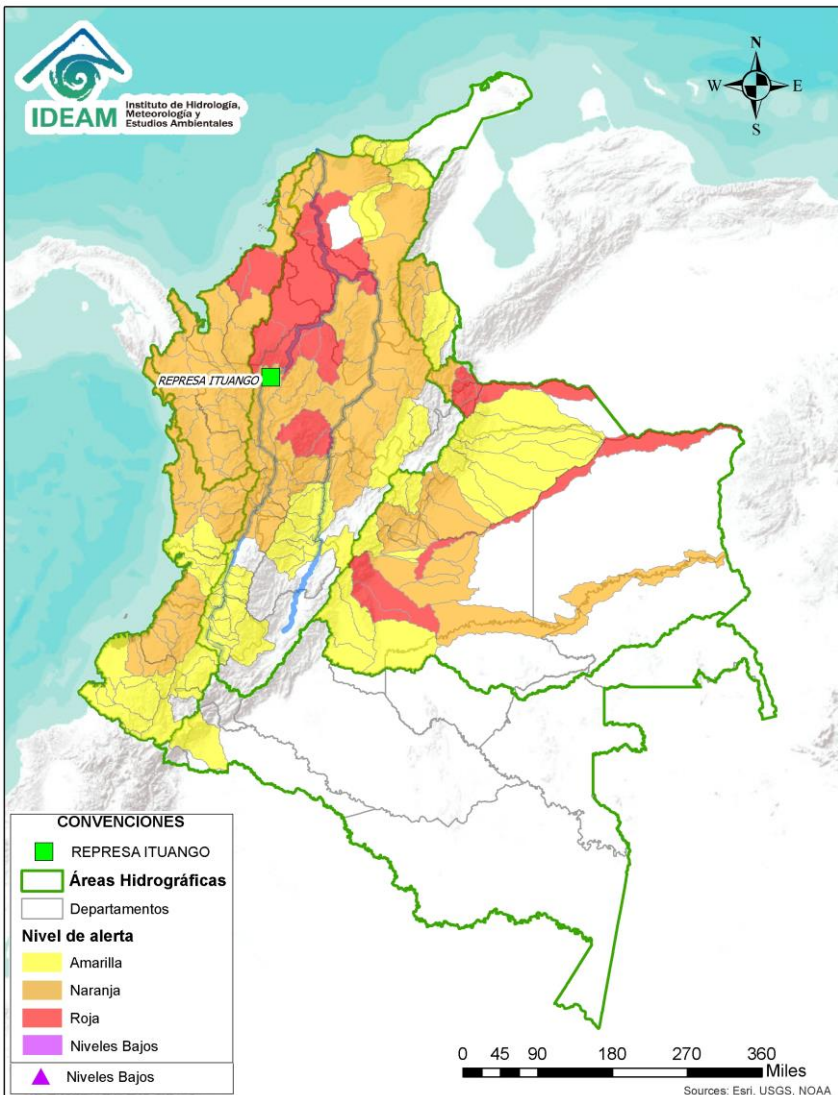 IDEAM
Instituto de Hidrología,
Meteorología y
Estudios Ambientales
N
W E
S
REPRESA ITUANGO
CONVENCIONES
REPRESA ITUANGO
Áreas Hidrográficas
Departamentos
Nivel de alerta
Amarilla
Naranja
Roja
Niveles Bajos
Niveles Bajos
0 45 90 180 270 360
Miles
Sources: Esri, USGS, NOAA